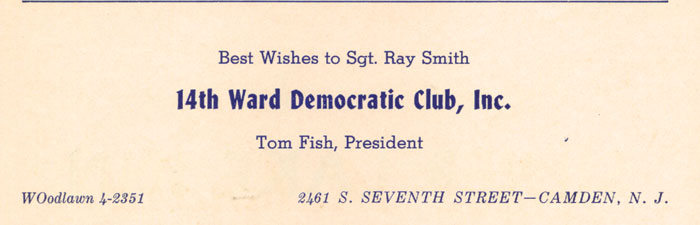 Best Wishes to Sgt. Ray Smith
14th Ward Democratic Club, Inc.
Tom Fish, President
WOodlawn 4-2351 2461 S. SEVENTH STREET—CAMDEN, N. J.